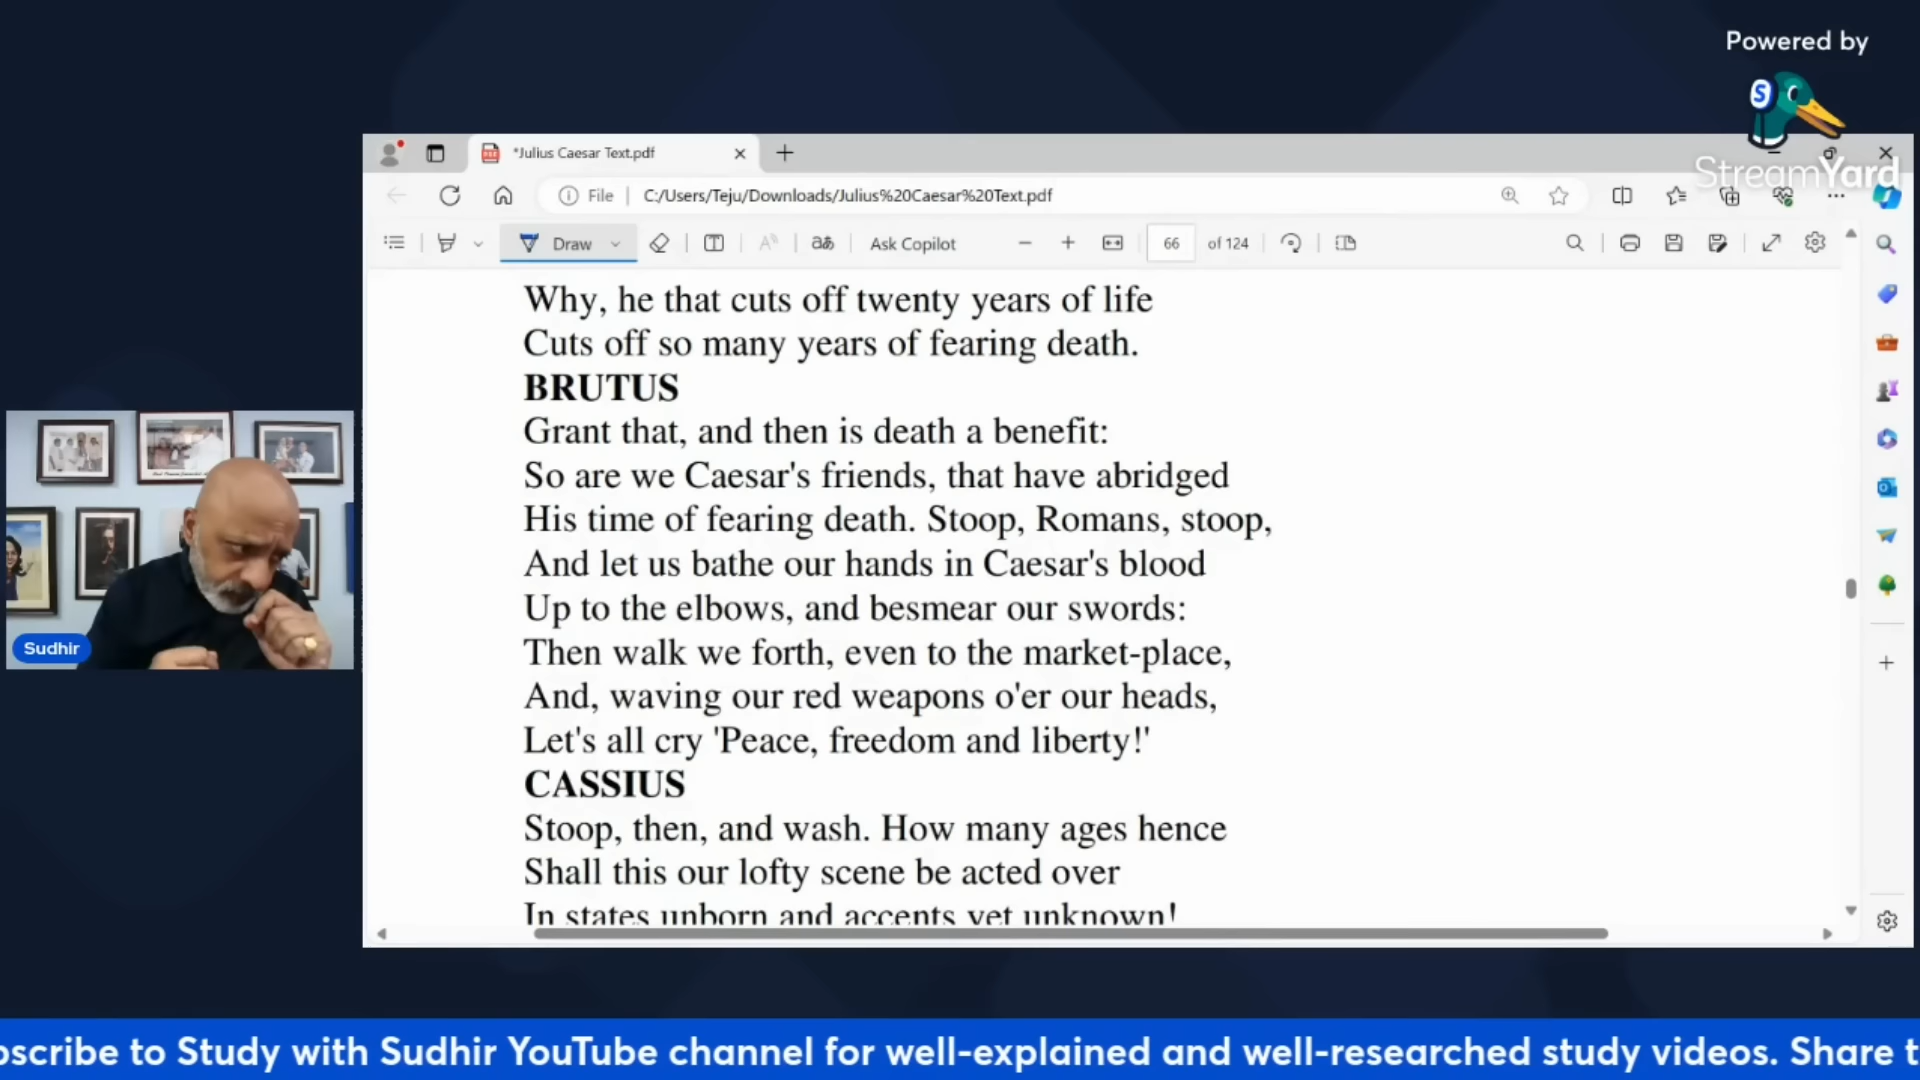 Powered by
StreamYard
*Julius Caesar Text.pdf
File
C:/Users/Teju/Downloads/Julius%20Caesar%20Text.pdf
Draw
Ask Copilot
66 of 124
Why, he that cuts off twenty years of life
Cuts off so many years of fearing death.
BRUTUS
Grant that, and then is death a benefit:
So are we Caesar's friends, that have abridged
His time of fearing death. Stoop, Romans, stoop,
And let us bathe our hands in Caesar's blood
Up to the elbows, and besmear our swords:
Then walk we forth, even to the market-place,
And, waving our red weapons o'er our heads,
Let's all cry 'Peace, freedom and liberty!'
CASSIUS
Stoop, then, and wash. How many ages hence
Shall this our lofty scene be acted over
In states unborn and accents yet unknown!
Sudhir
bscribe to Study with Sudhir YouTube channel for well-explained and well-researched study videos. Share t